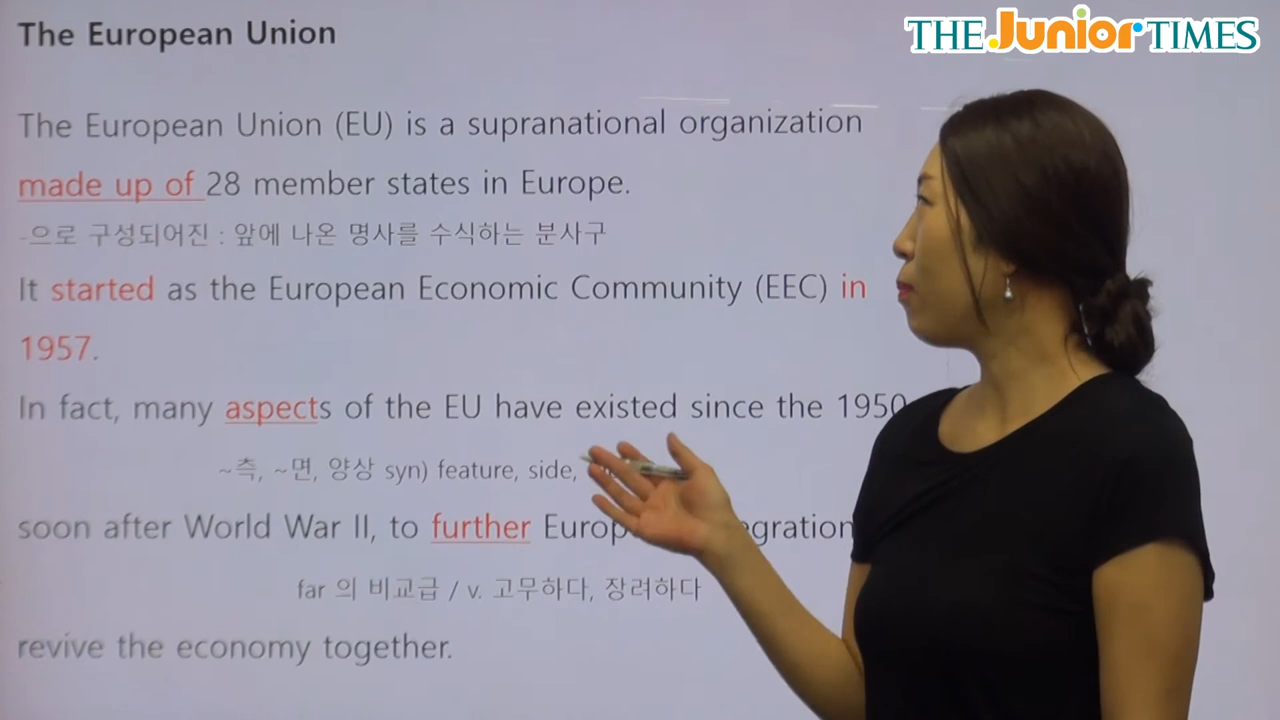 The European Union
THE Junior TIMES
The European Union (EU) is a supranational organization
made up of 28 member states in Europe.
-으로 구성되어진 : 앞에 나온 명사를 수식하는 분사구
It started as the European Economic Community (EEC) in
1957.
In fact, many aspects of the EU have existed since the 1950
~측, ~면, 양상 syn) feature, side,
soon after World War II, to further
far 의 비교급 / v. 고무하다, 장려하다
revive the economy together.